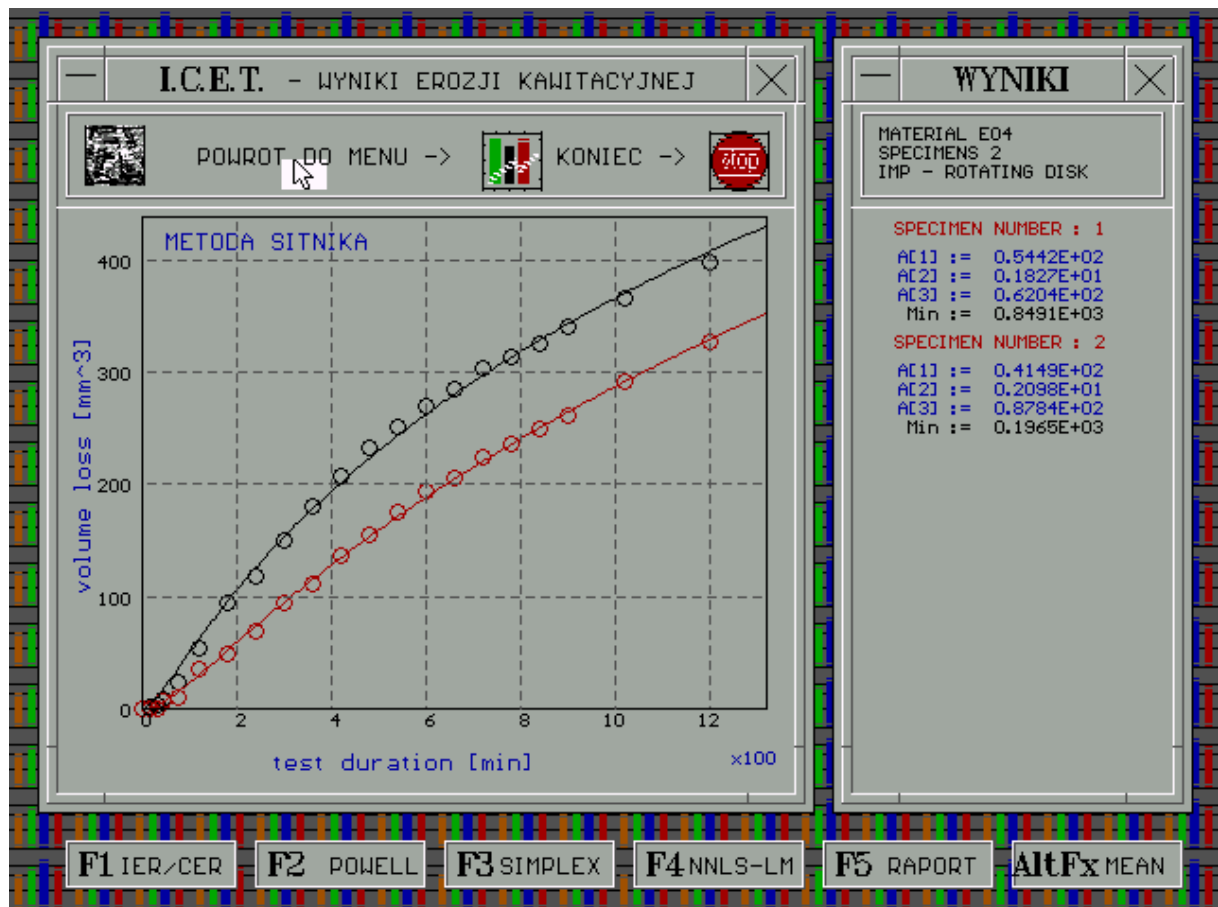 I.C.E.T. - WYNIKI EROZJI KAWITACYJNEJ
POWROT DO MENU -> KONIEC -> stop
METODA SITNIKA
volume loss [mm^3]
400
300
200
100
0
0 2 4 6 8 10 12
test duration [min] x100
WYNIKI
MATERIAL E04
SPECIMENS 2
IMP - ROTATING DISK
SPECIMEN NUMBER : 1
A[1] := 0.5442E+02
A[2] := 0.1827E+01
A[3] := 0.6204E+02
Min := 0.8491E+03
SPECIMEN NUMBER : 2
A[1] := 0.4149E+02
A[2] := 0.2098E+01
A[3] := 0.8784E+02
Min := 0.1965E+03
F1 IER/CER F2 POWELL F3 SIMPLEX F4 NNLS-LM F5 RAPORT AltFx MEAN